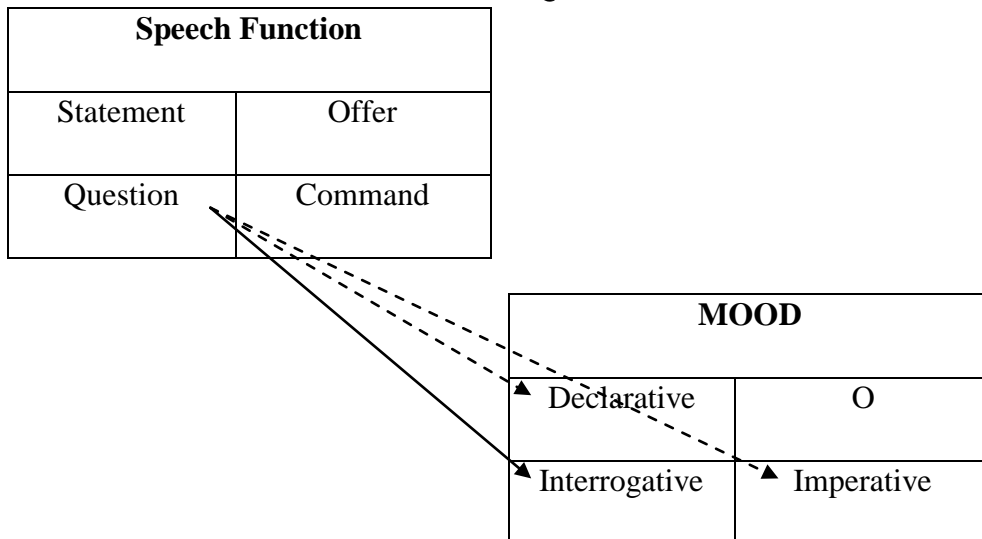 Speech Function
Statement Offer
Question Command
MOOD
Declarative O
Interrogative Imperative